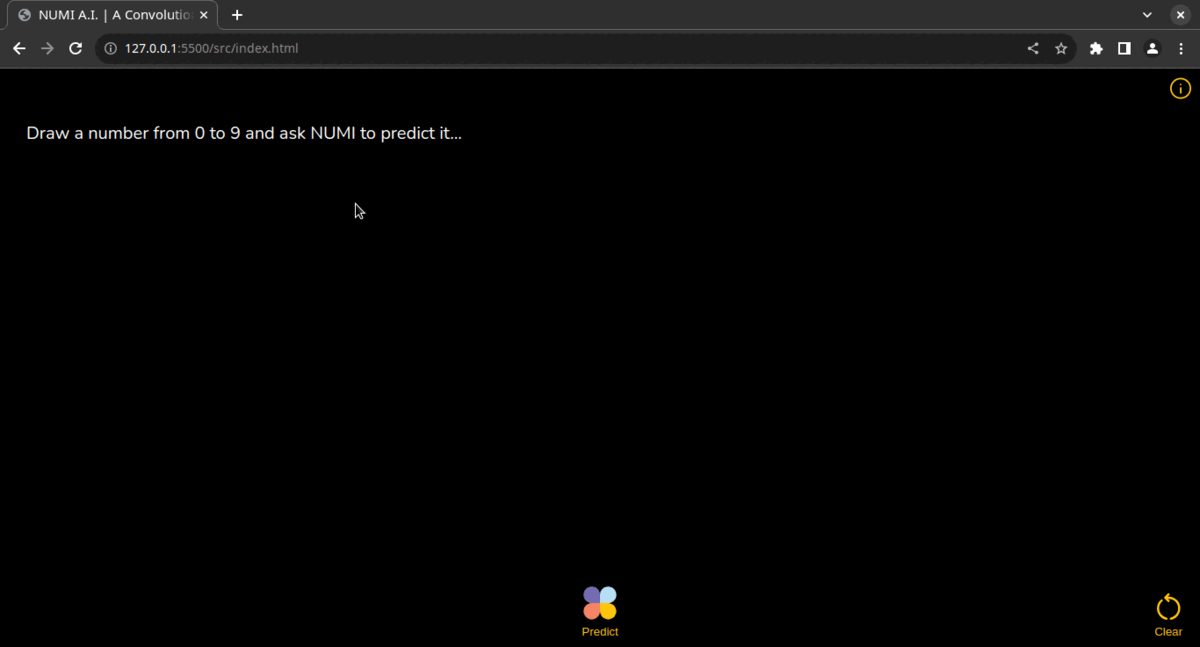 NUMI A.I. | A Convolutio
127.0.0.1:5500/src/index.html
Draw a number from 0 to 9 and ask NUMI to predict it...
Predict
Clear